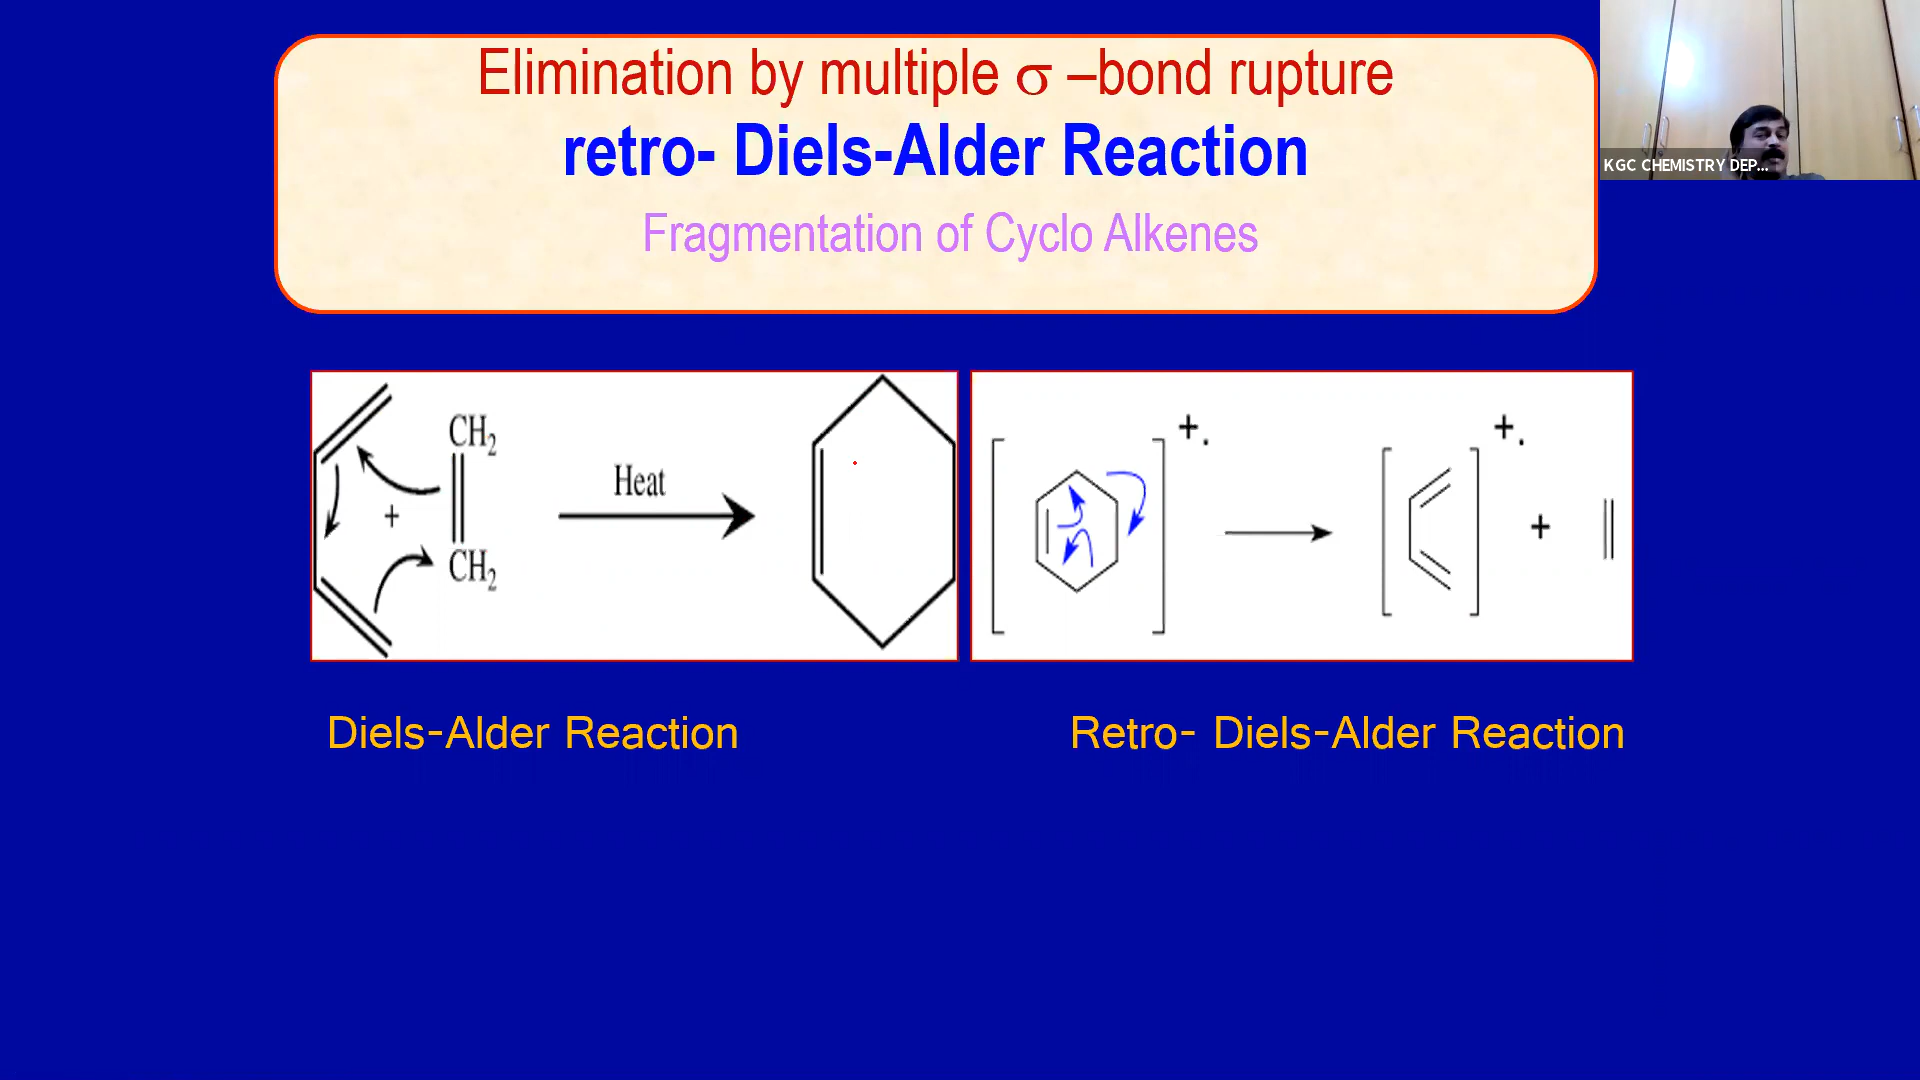 Elimination by multiple σ –bond rupture
retro- Diels-Alder Reaction
Fragmentation of Cyclo Alkenes
KGC CHEMISTRY DEP...
CH2
+
CH2
Heat
+.
+.
+
Diels-Alder Reaction
Retro- Diels-Alder Reaction